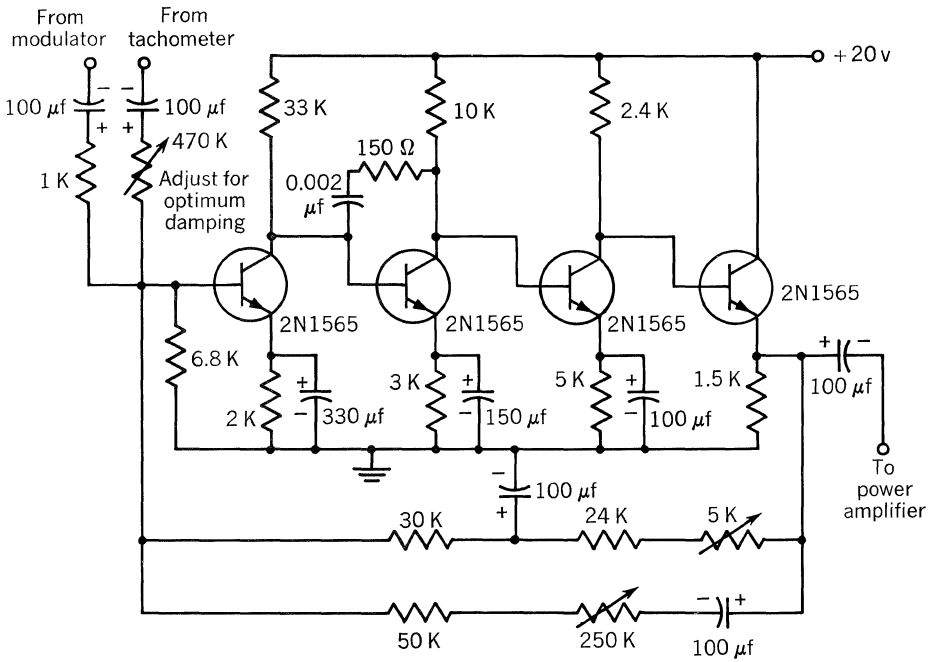 From
modulator
From
tachometer
+20 v
100 μf
−
+
−
+
100 μf
33 K
10 K
2.4 K
470 K
1 K
Adjust for
optimum
damping
150 Ω
0.002
μf
2N1565
2N1565
2N1565
2N1565
6.8 K
2 K
+
−
330 μf
3 K
+
−
150 μf
5 K
+
−
100 μf
1.5 K
+
−
100 μf
To
power
amplifier
−
+
100 μf
30 K
24 K
5 K
50 K
250 K
−
+
100 μf